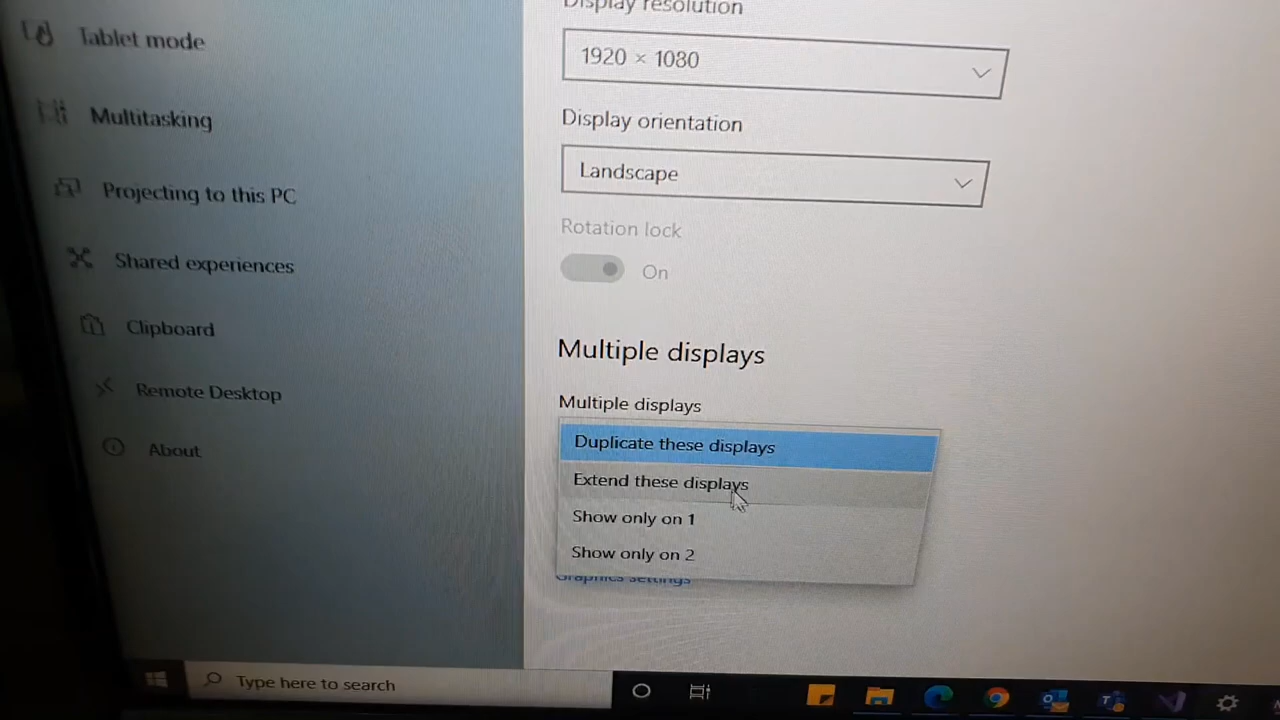 Tablet mode
Multitasking
Projecting to this PC
Shared experiences
Clipboard
Remote Desktop
About
Display resolution
1920 × 1080
Display orientation
Landscape
Rotation lock
On
Multiple displays
Multiple displays
Duplicate these displays
Extend these displays
Show only on 1
Show only on 2
Graphics settings
Type here to search